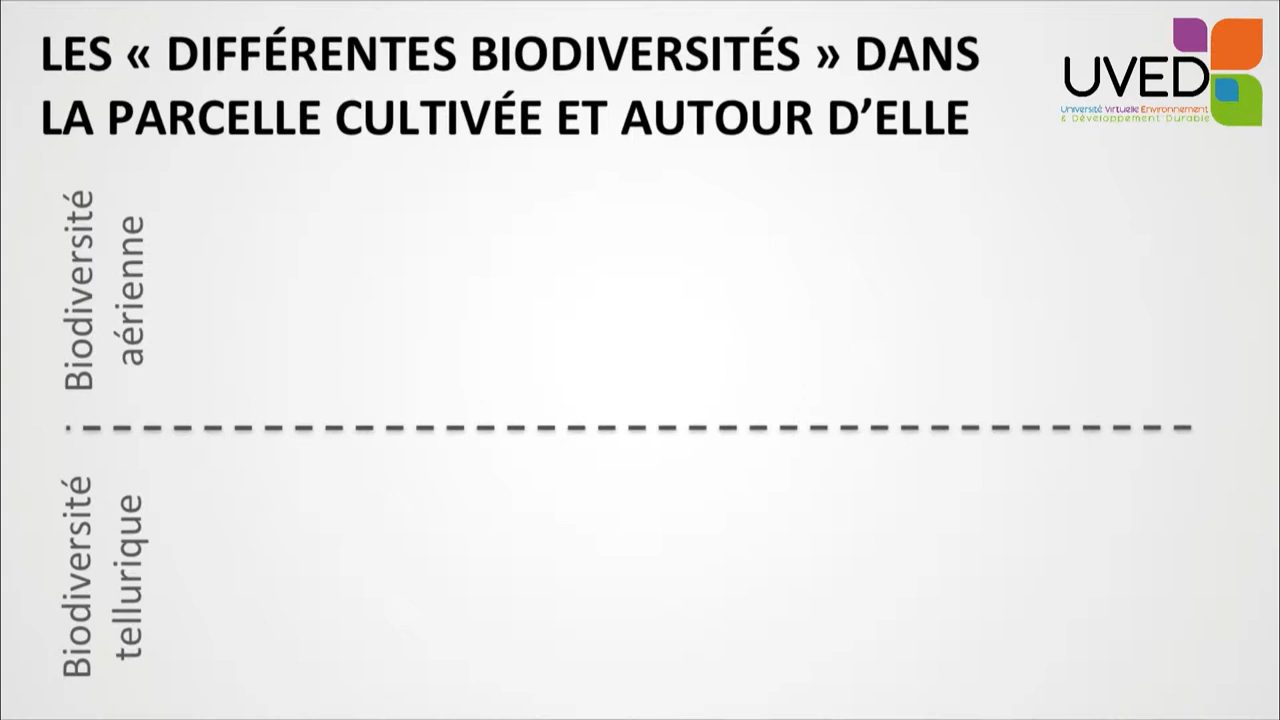 LES « DIFFÉRENTES BIODIVERSITÉS » DANS
LA PARCELLE CULTIVÉE ET AUTOUR D’ELLE
UVED
Université Virtuelle Environnement
& Développement Durable
Biodiversité
aérienne
Biodiversité
tellurique